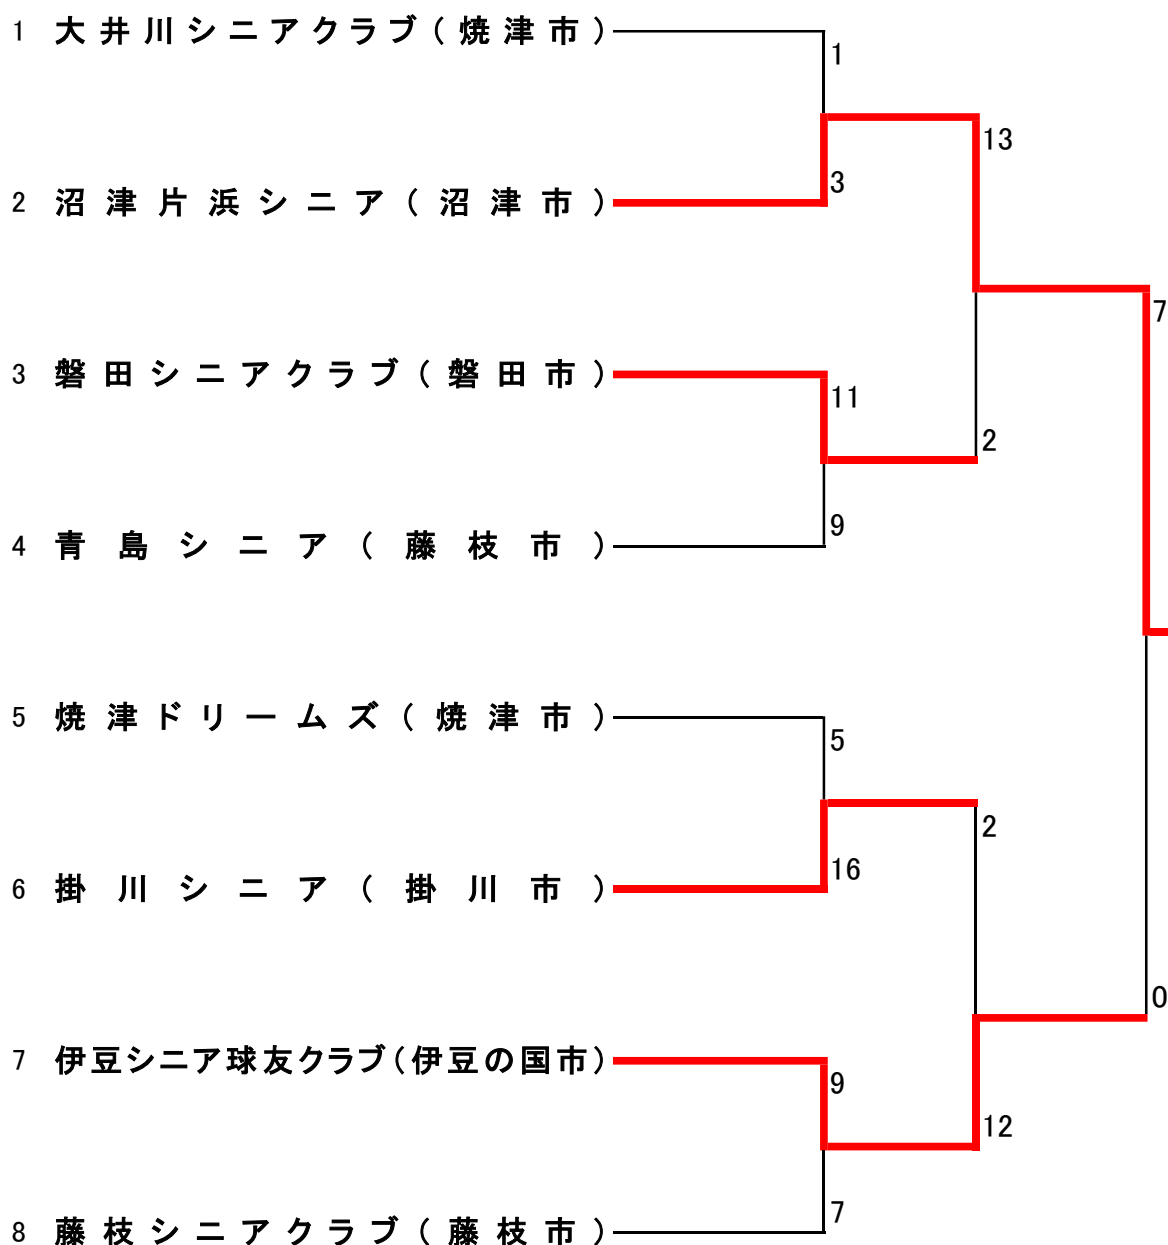 1 大井川シニアクラブ(焼津市)
1
13
2 沼津片浜シニア(沼津市)
3
7
3 磐田シニアクラブ(磐田市)
11
2
4 青島シニア(藤枝市)
9
5 焼津ドリームズ(焼津市)
5
2
6 掛川シニア(掛川市)
16
0
7 伊豆シニア球友クラブ(伊豆の国市)
9
12
8 藤枝シニアクラブ(藤枝市)
7